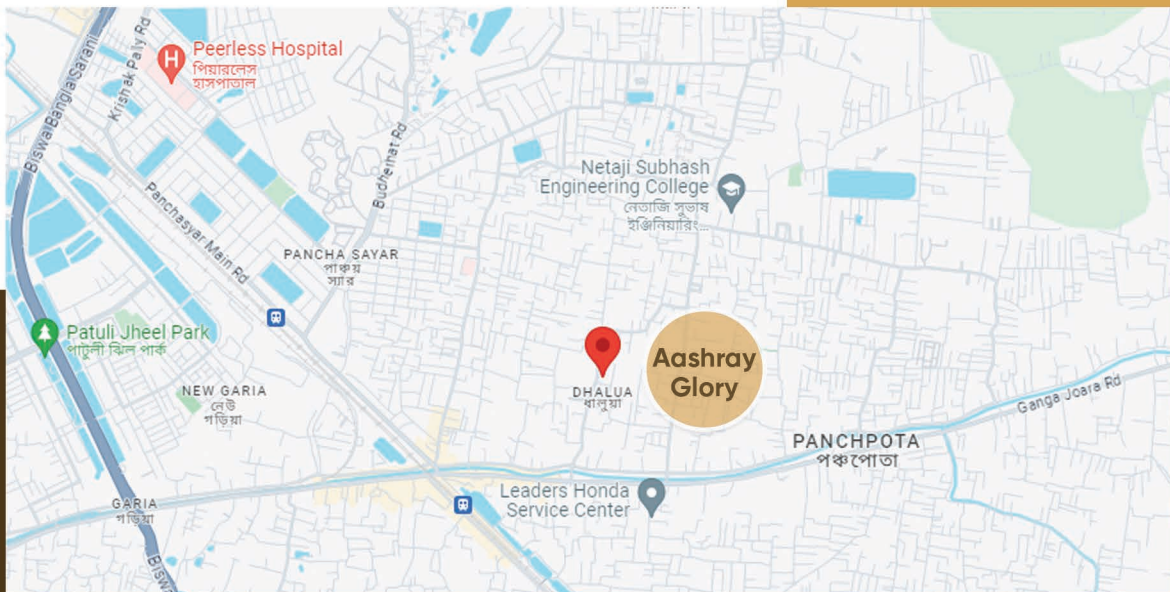 Biswa Bangla Sarani
Krishak Pally Rd
Peerless Hospital
পিয়ারলেস
হাসপাতাল
Budherhat Rd
Netaji Subhash
Engineering College
নেতাজি সুভাষ
ইঞ্জিনিয়ারিং...
Panchasyar Main Rd
PANCHA SAYAR
পাঞ্চয়
স্যার
Patuli Jheel Park
পাটুলী ঝিল পার্ক
DHALUA
ধালুয়া
Aashray
Glory
NEW GARIA
নেউ
গড়িয়া
Ganga Joara Rd
PANCHPOTA
পঞ্চপোতা
Leaders Honda
Service Center
GARIA
গড়িয়া